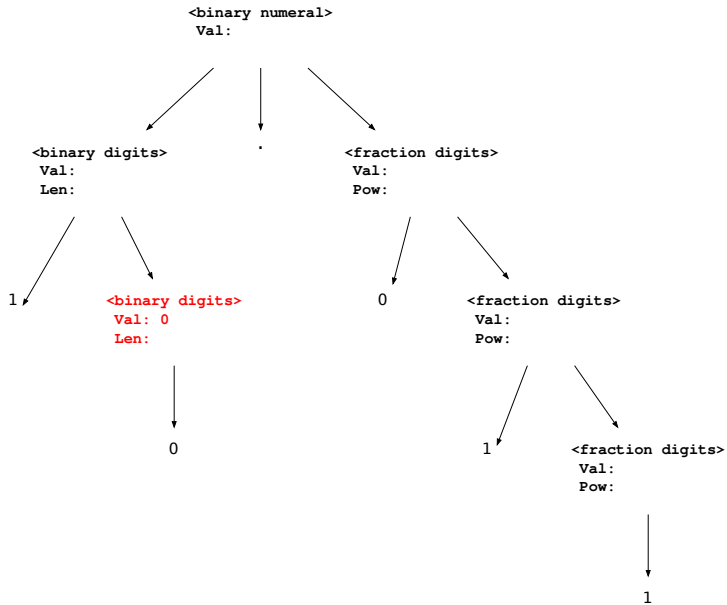 <binary numeral>
Val:
<binary digits>
Val:
Len:
.
<fraction digits>
Val:
Pow:
1
<binary digits>
Val: 0
Len:
0
<fraction digits>
Val:
Pow:
0
1
<fraction digits>
Val:
Pow:
1